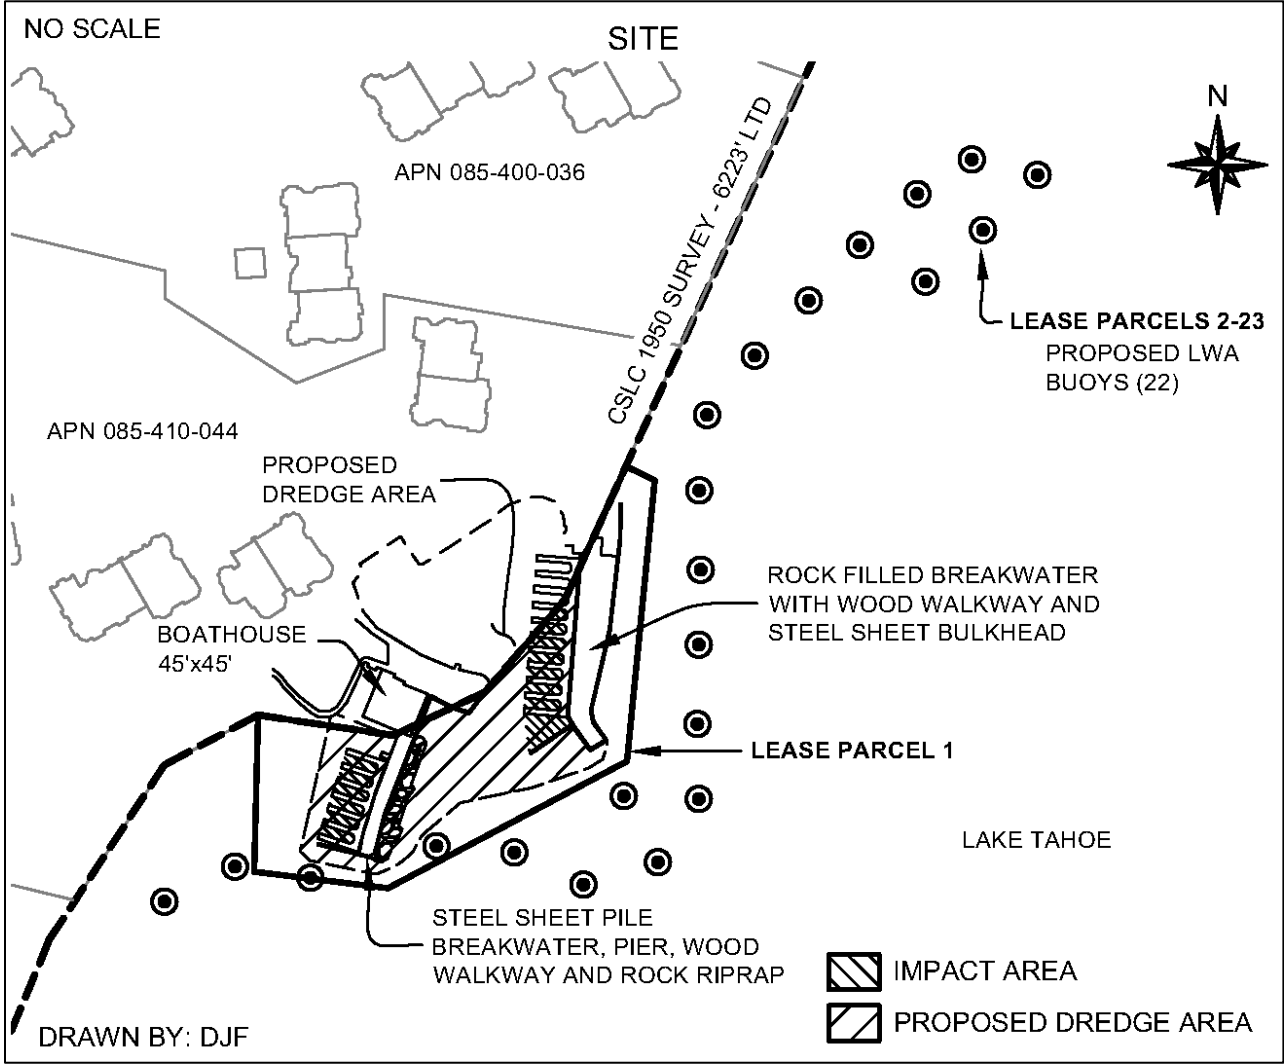 NO SCALE
SITE
N
APN 085-400-036
CSLC 1950 SURVEY - 6223' LTD
LEASE PARCELS 2-23
PROPOSED LWA
BUOYS (22)
APN 085-410-044
PROPOSED
DREDGE AREA
ROCK FILLED BREAKWATER
WITH WOOD WALKWAY AND
STEEL SHEET BULKHEAD
BOATHOUSE
45'x45'
LEASE PARCEL 1
LAKE TAHOE
STEEL SHEET PILE
BREAKWATER, PIER, WOOD
WALKWAY AND ROCK RIPRAP
IMPACT AREA
PROPOSED DREDGE AREA
DRAWN BY: DJF